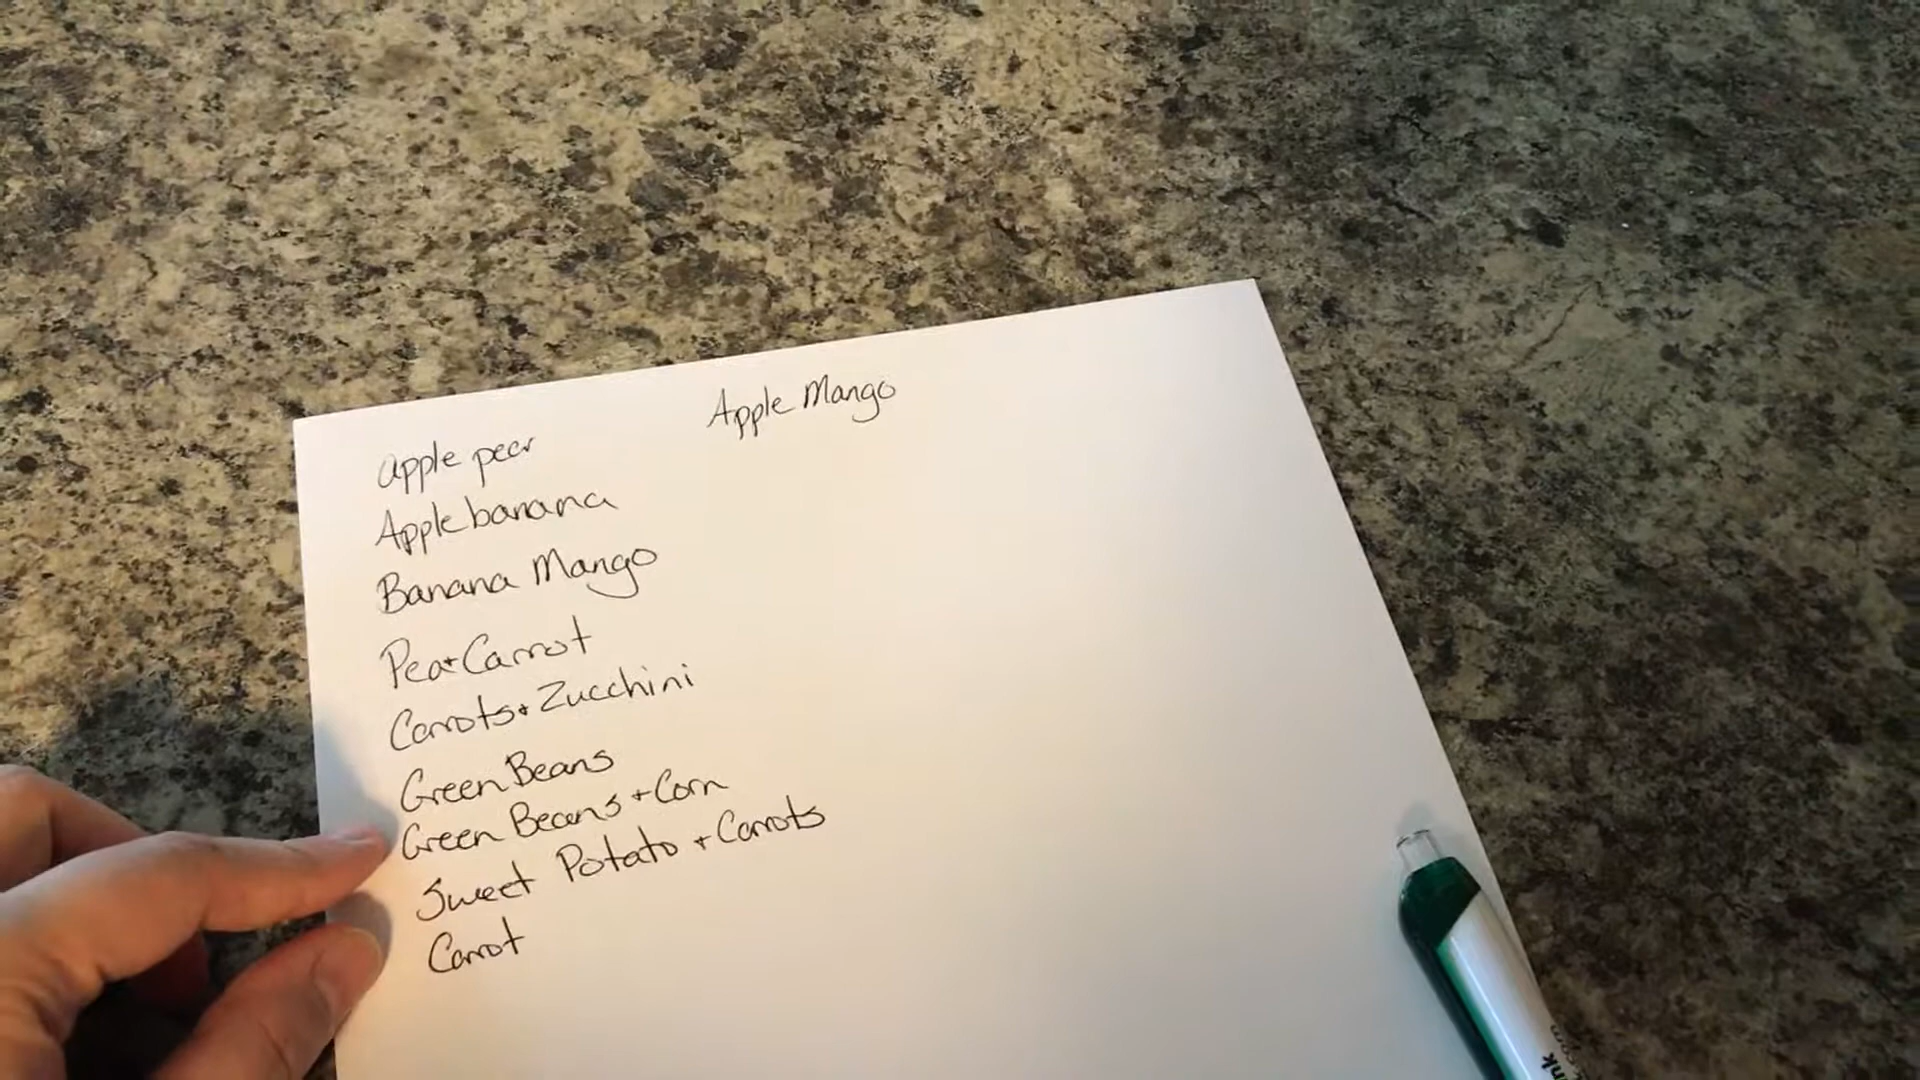 Apple Mango
apple pear
Apple banana
Banana Mango
Pea + Carrot
Carrots + Zucchini
Green Beans
Green Beans + Corn
Sweet Potato + Carrots
Carrot